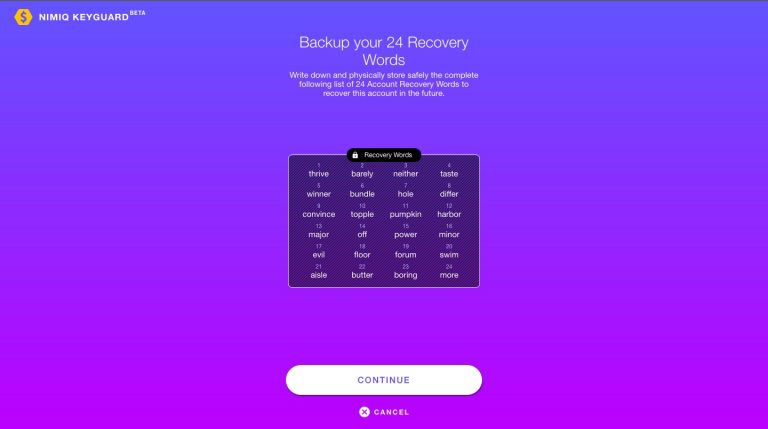 NIMIQ KEYGUARD BETA
Backup your 24 Recovery
Words
Write down and physically store safely the complete
following list of 24 Account Recovery Words to
recover this account in the future.
Recovery Words
1 2 3 4
thrive barely neither taste
5 6 7 8
winner bundle hole differ
9 10 11 12
convince topple pumpkin harbor
13 14 15 16
major off power minor
17 18 19 20
evil floor forum swim
21 22 23 24
aisle butter boring more
CONTINUE
CANCEL